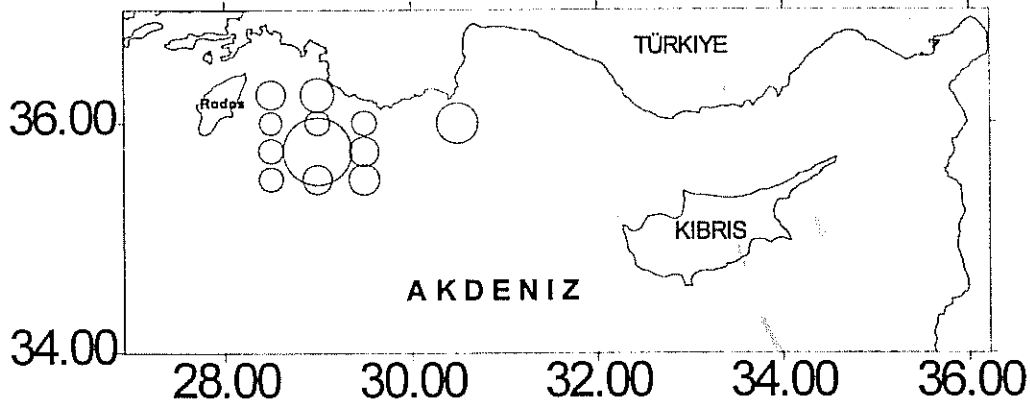 TÜRKIYE
Rodos
36.00
KIBRIS
AKDENIZ
34.00
28.00 30.00 32.00 34.00 36.00